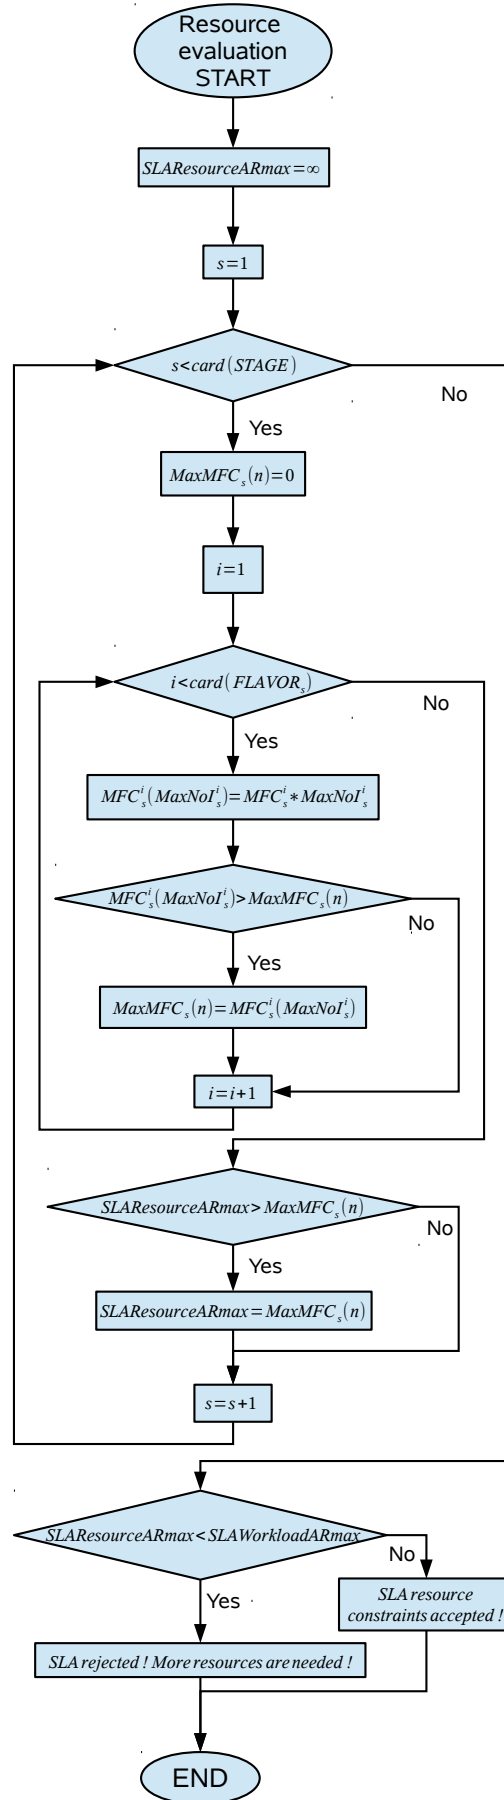 Resource
evaluation
START
SLAResourceARmax=∞
s=1
s<card(STAGE)
No
Yes
MaxMFC_s(n)=0
i=1
i<card(FLAVOR_s)
No
Yes
MFC_s^i(MaxNoI_s^i)=MFC_s^i*MaxNoI_s^i
MFC_s^i(MaxNoI_s^i)>MaxMFC_s(n)
No
Yes
MaxMFC_s(n)=MFC_s^i(MaxNoI_s^i)
i=i+1
SLAResourceARmax>MaxMFC_s(n)
No
Yes
SLAResourceARmax=MaxMFC_s(n)
s=s+1
SLAResourceARmax<SLAWorkloadARmax
No
Yes
SLA resource
constraints accepted !
SLA rejected ! More resources are needed !
END